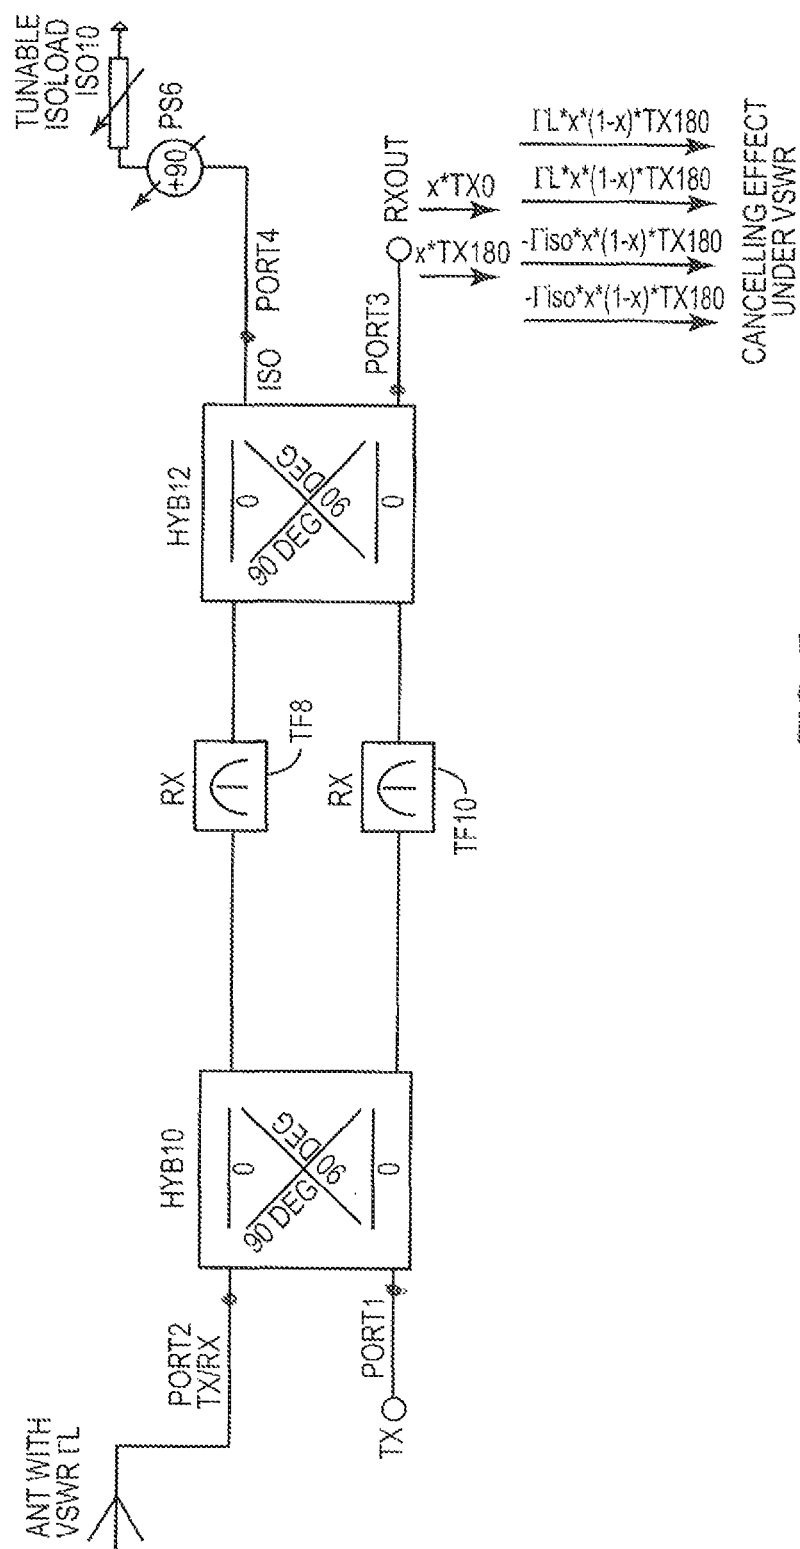 TUNABLE
ISOLOAD
ISO10
PS6
+90
PORT4
ISO
RXOUT
PORT3
x*TX0
x*TX180
ΓL*x*(1-x)*TX180
ΓL*x*(1-x)*TX180
-Γiso*x*(1-x)*TX180
-Γiso*x*(1-x)*TX180
CANCELLING EFFECT
UNDER VSWR
HYB12
0
90 DEG
90 DEG
0
RX
TF8
RX
TF10
HYB10
0
90 DEG
90 DEG
0
PORT2
TX/RX
PORT1
TX
ANT WITH
VSWR ΓL